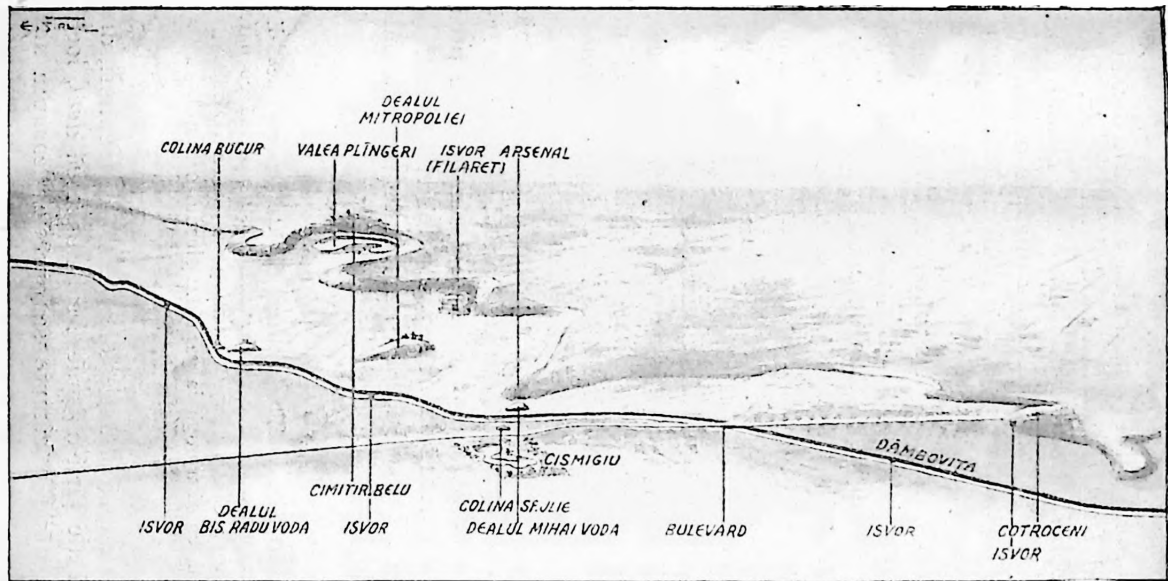 DEALUL
MITROPOLIEI
COLINA BUCUR
VALEA PLÎNGERI
ISVOR
(FILARET)
ARSENAL
CISMIGIU
DÂMBOVIȚA
CIMITIR.BELU
ISVOR
DEALUL
BIS RADU VODA
ISVOR
COLINA SF.ILIE
DEALUL MIHAI VODA
BULEVARD
ISVOR
COTROCENI
ISVOR